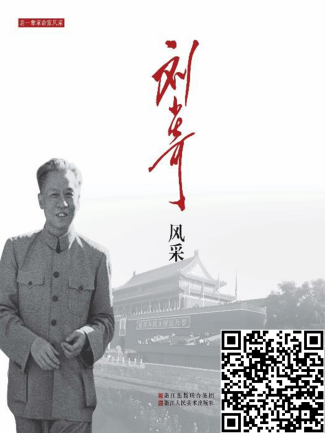 老一辈革命家风采
刘少奇
风采
浙江出版联合集团
浙江人民美术出版社